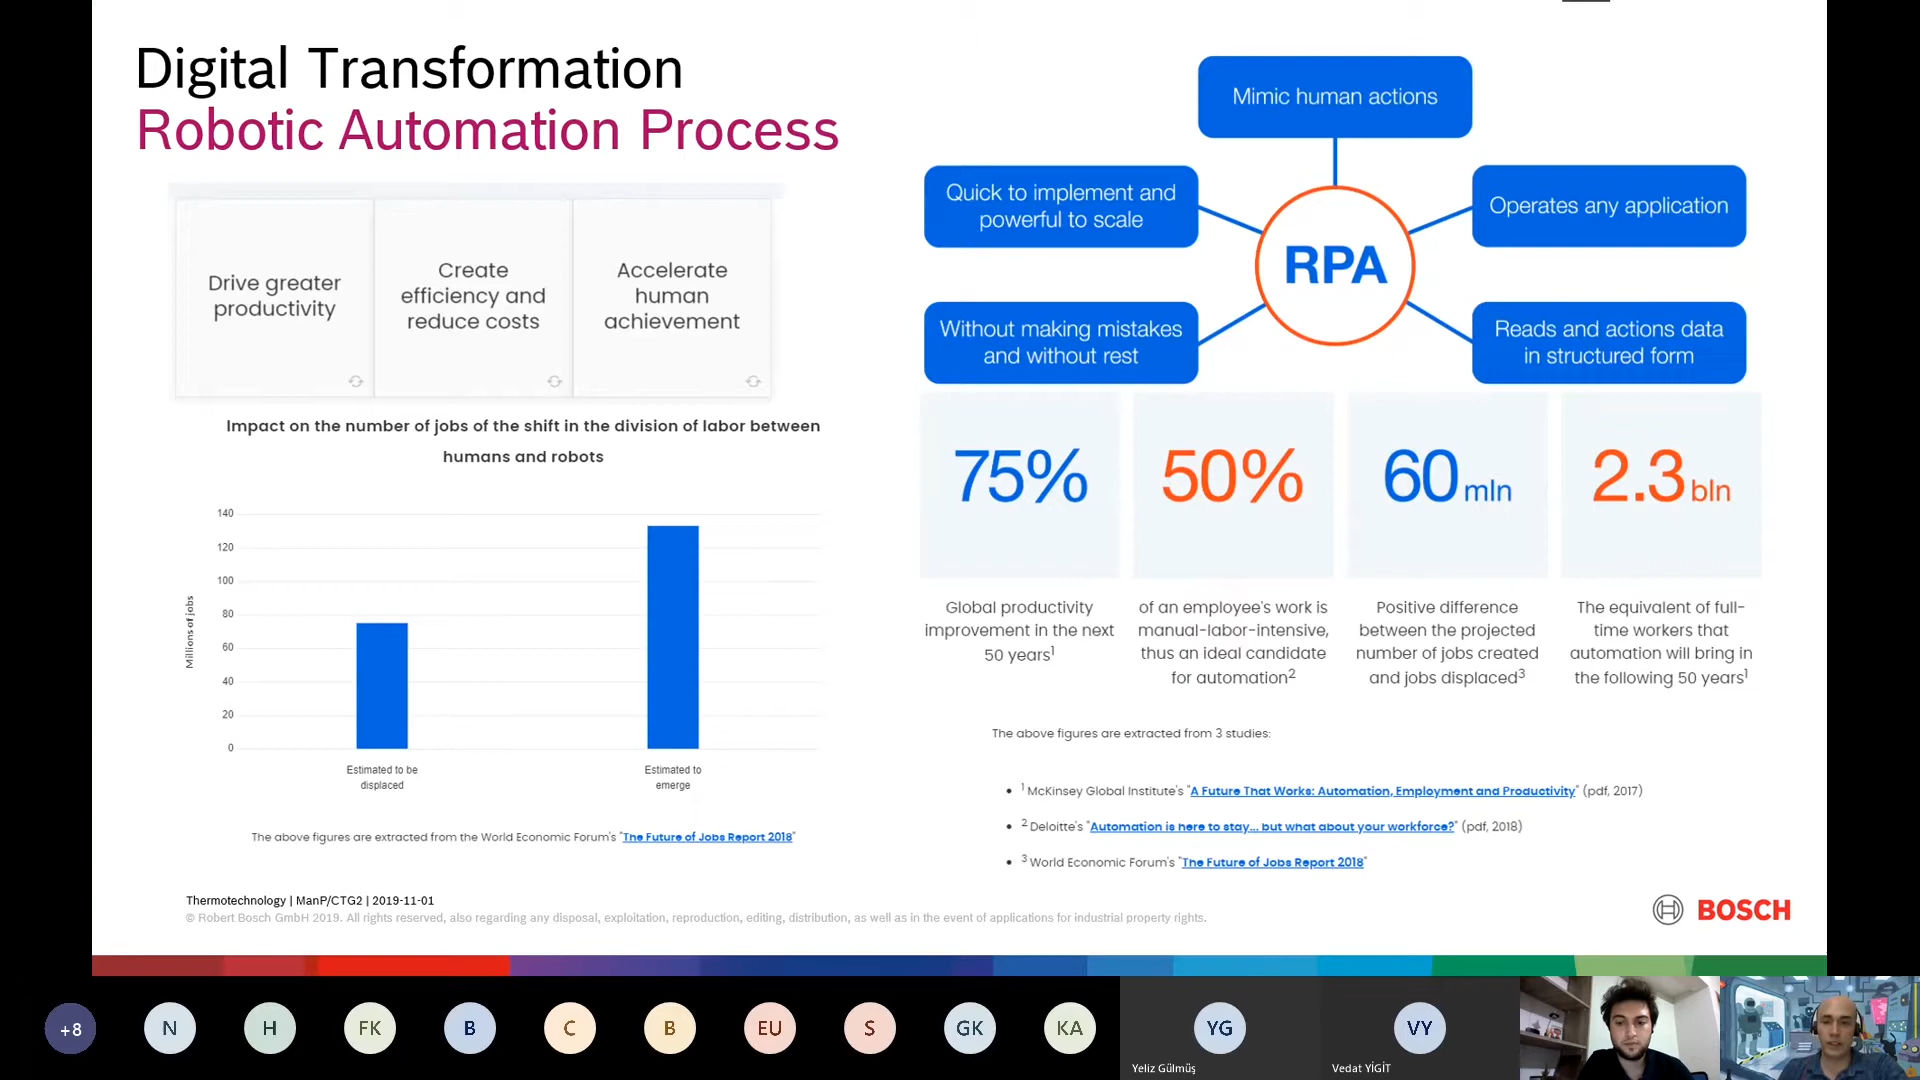 Digital Transformation
Robotic Automation Process
Drive greater
productivity
Create
efficiency and
reduce costs
Accelerate
human
achievement
Impact on the number of jobs of the shift in the division of labor between
humans and robots
Millions of jobs
140
120
100
80
60
40
20
0
Estimated to be
displaced
Estimated to
emerge
The above figures are extracted from the World Economic Forum's "The Future of Jobs Report 2018"
Mimic human actions
Quick to implement and
powerful to scale
Operates any application
RPA
Without making mistakes
and without rest
Reads and actions data
in structured form
75%
Global productivity
improvement in the next
50 years¹
50%
of an employee's work is
manual-labor-intensive,
thus an ideal candidate
for automation²
60 mln
Positive difference
between the projected
number of jobs created
and jobs displaced³
2.3 bln
The equivalent of full-
time workers that
automation will bring in
the following 50 years¹
The above figures are extracted from 3 studies:
• ¹ McKinsey Global Institute's "A Future That Works: Automation, Employment and Productivity" (pdf, 2017)
• ² Deloitte's "Automation is here to stay... but what about your workforce?" (pdf, 2018)
• ³ World Economic Forum's "The Future of Jobs Report 2018"
Thermotechnology | ManP/CTG2 | 2019-11-01
© Robert Bosch GmbH 2019. All rights reserved, also regarding any disposal, exploitation, reproduction, editing, distribution, as well as in the event of applications for industrial property rights.
BOSCH
+8
N
H
FK
B
C
B
EU
S
GK
KA
YG
Yeliz Gülmüş
VY
Vedat YİGİT